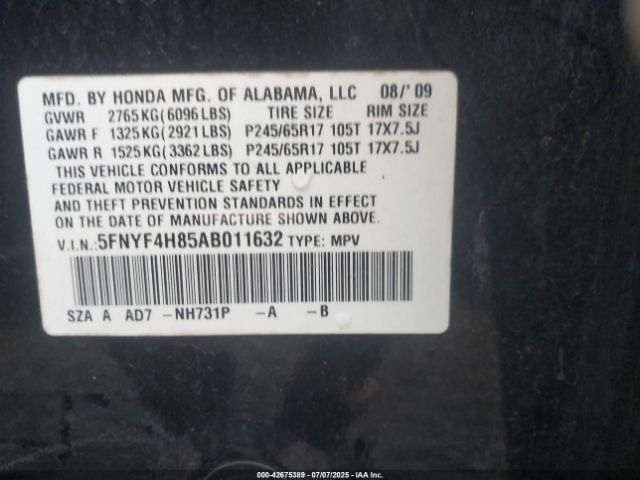 MFD. BY HONDA MFG. OF ALABAMA, LLC 08/'09
GVWR 2765KG(6096LBS) TIRE SIZE RIM SIZE
GAWR F 1325KG(2921LBS) P245/65R17 105T 17X7.5J
GAWR R 1525KG(3362LBS) P245/65R17 105T 17X7.5J
THIS VEHICLE CONFORMS TO ALL APPLICABLE
FEDERAL MOTOR VEHICLE SAFETY
AND THEFT PREVENTION STANDARDS IN EFFECT
ON THE DATE OF MANUFACTURE SHOWN ABOVE.
V.I.N.: 5FNYF4H85AB011632 TYPE: MPV
SZA A AD7 -NH731P -A -B
000-42675389 - 07/07/2025 - IAA Inc.